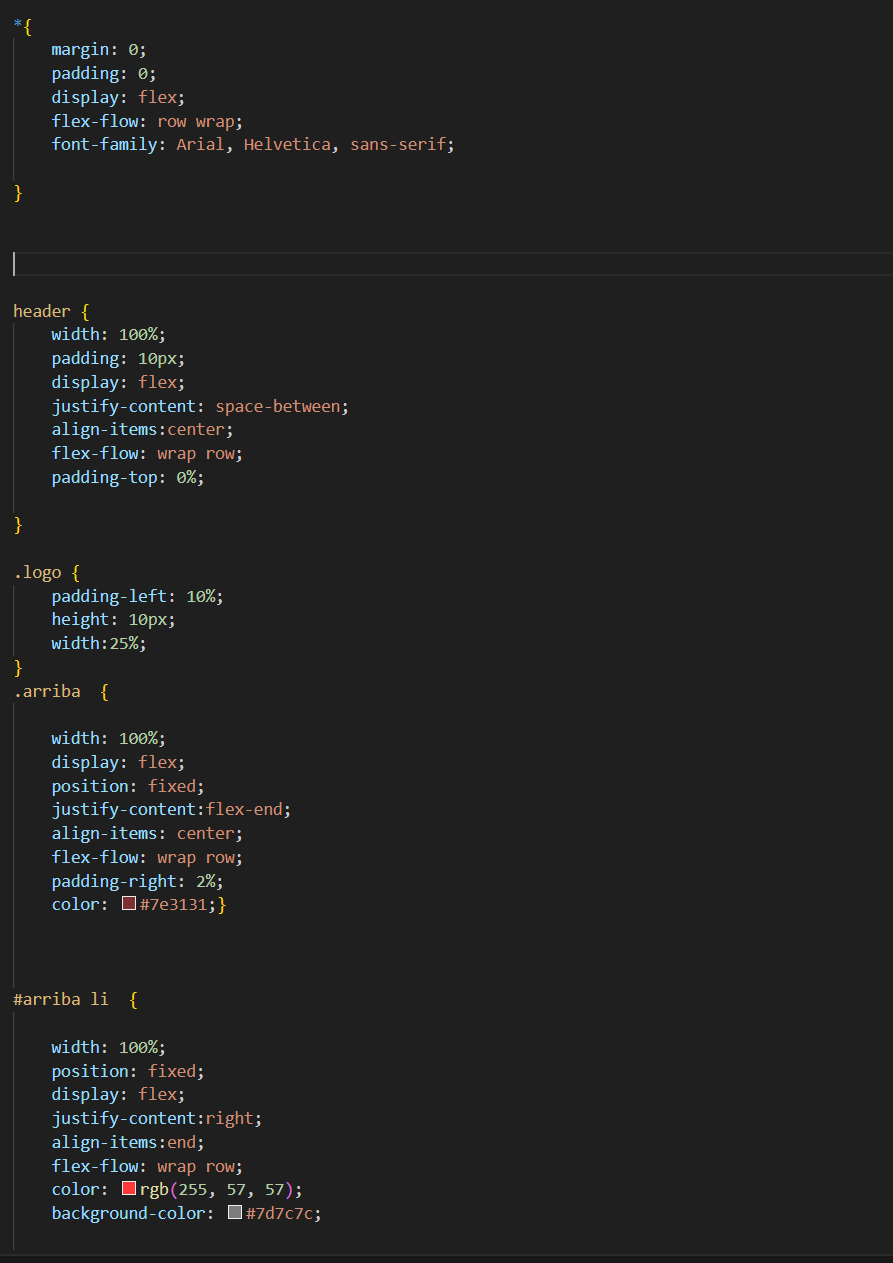 *{
    margin: 0;
    padding: 0;
    display: flex;
    flex-flow: row wrap;
    font-family: Arial, Helvetica, sans-serif;
}
header {
    width: 100%;
    padding: 10px;
    display: flex;
    justify-content: space-between;
    align-items:center;
    flex-flow: wrap row;
    padding-top: 0%;
}
.logo {
    padding-left: 10%;
    height: 10px;
    width:25%;
}
.arriba  {
    width: 100%;
    display: flex;
    position: fixed;
    justify-content:flex-end;
    align-items: center;
    flex-flow: wrap row;
    padding-right: 2%;
    color: #7e3131;}
#arriba li  {
    width: 100%;
    position: fixed;
    display: flex;
    justify-content:right;
    align-items:end;
    flex-flow: wrap row;
    color: rgb(255, 57, 57);
    background-color: #7d7c7c;